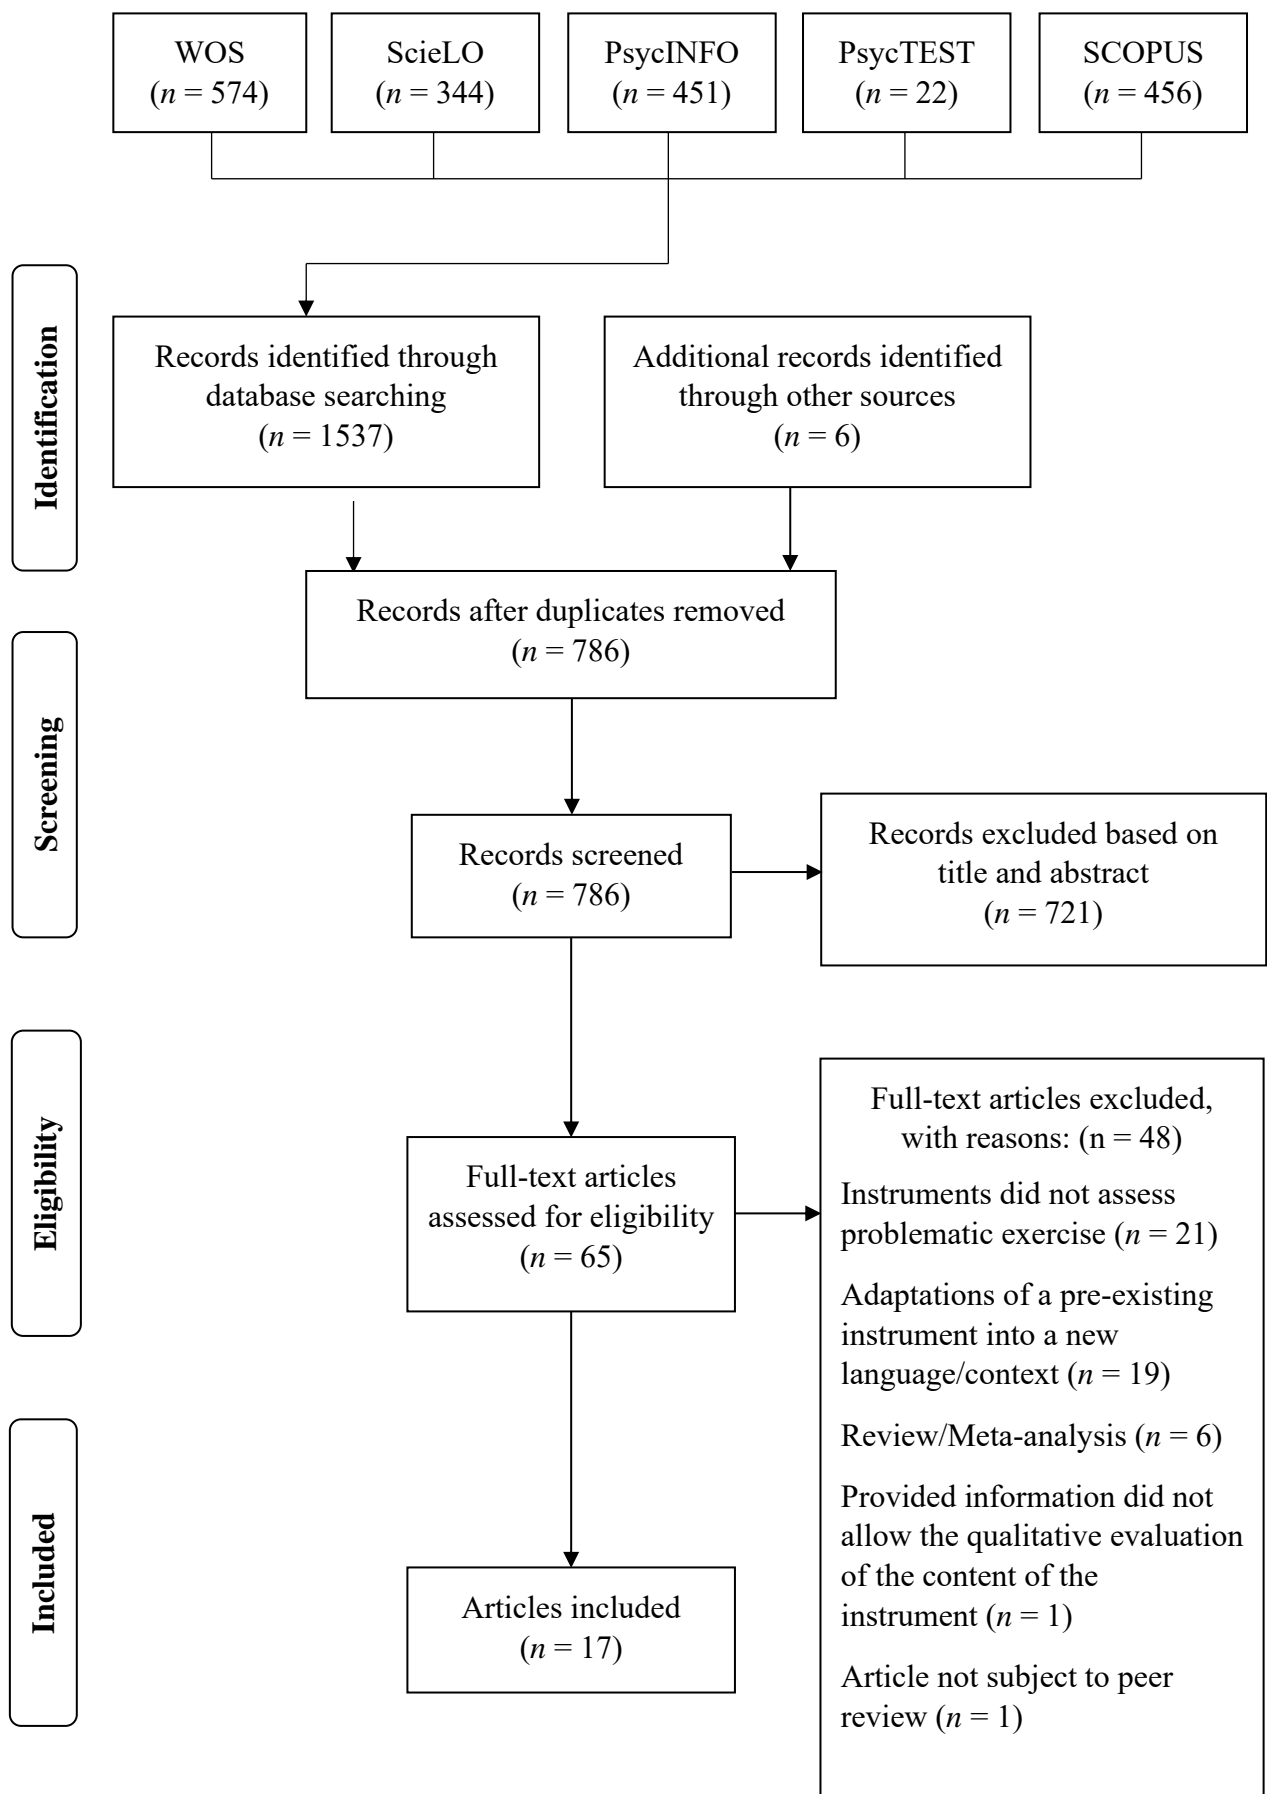 WOS
(n = 574)
ScieLO
(n = 344)
PsycINFO
(n = 451)
PsycTEST
(n = 22)
SCOPUS
(n = 456)
Identification
Records identified through
database searching
(n = 1537)
Additional records identified
through other sources
(n = 6)
Records after duplicates removed
(n = 786)
Screening
Records screened
(n = 786)
Records excluded based on
title and abstract
(n = 721)
Eligibility
Full-text articles
assessed for eligibility
(n = 65)
Full-text articles excluded,
with reasons: (n = 48)
Instruments did not assess
problematic exercise (n = 21)
Adaptations of a pre-existing
instrument into a new
language/context (n = 19)
Review/Meta-analysis (n = 6)
Provided information did not
allow the qualitative evaluation
of the content of the
instrument (n = 1)
Article not subject to peer
review (n = 1)
Included
Articles included
(n = 17)